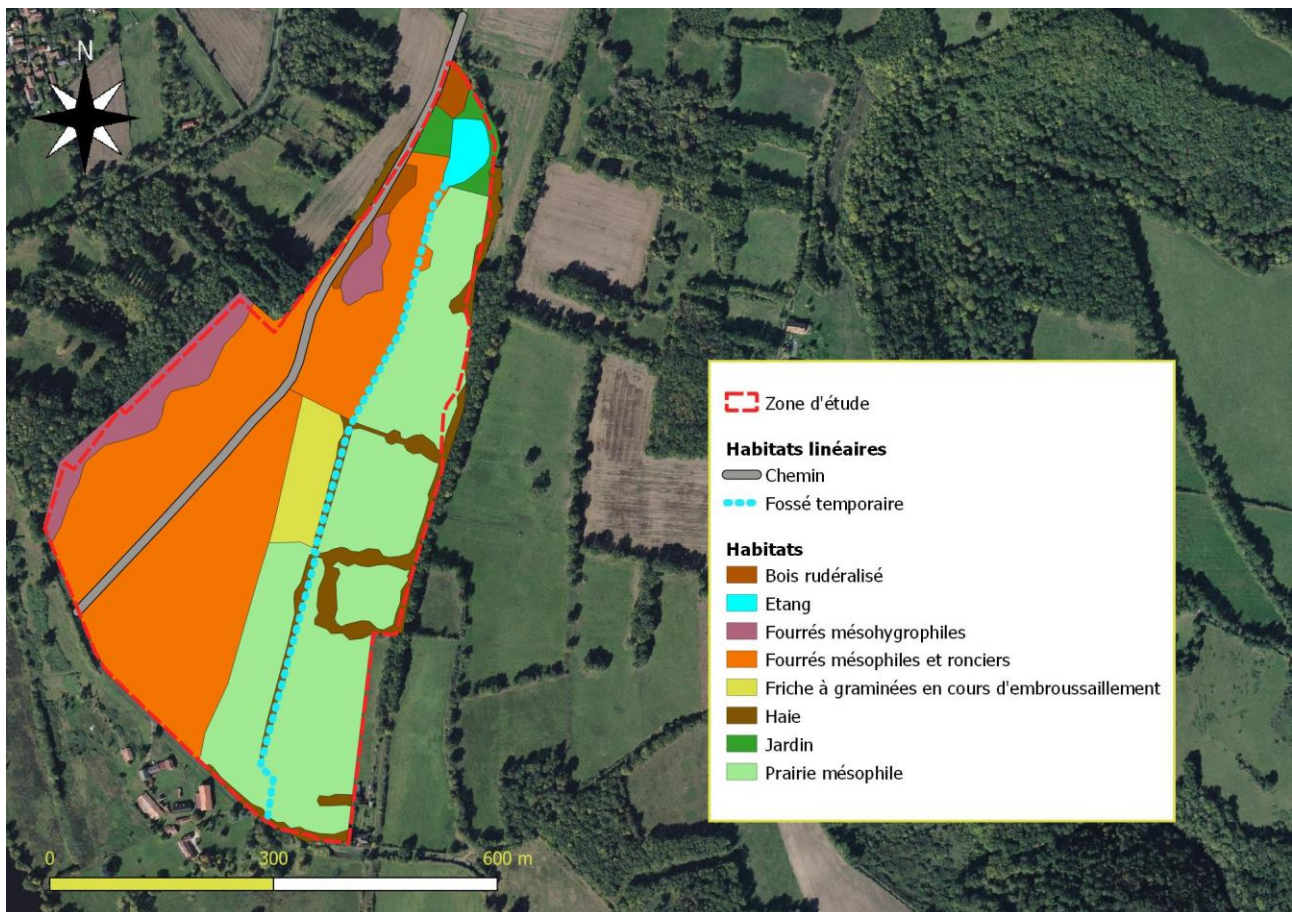 N
Zone d'étude
Habitats linéaires
Chemin
Fossé temporaire
Habitats
Bois rudéralisé
Etang
Fourrés mésohygrophiles
Fourrés mésophiles et ronciers
Friche à graminées en cours d'embroussaillement
Haie
Jardin
Prairie mésophile
0 300 600 m